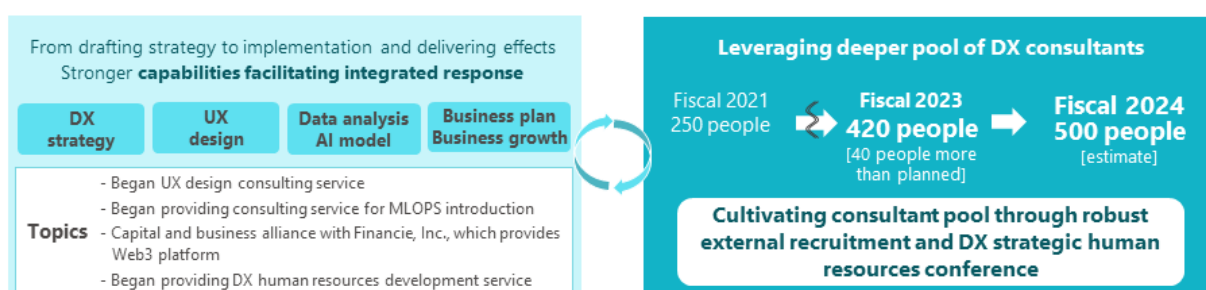 From drafting strategy to implementation and delivering effects
Stronger capabilities facilitating integrated response
DX
strategy
UX
design
Data analysis
AI model
Business plan
Business growth
Topics
- Began UX design consulting service
- Began providing consulting service for MLOPS introduction
- Capital and business alliance with Financie, Inc., which provides
Web3 platform
- Began providing DX human resources development service
Leveraging deeper pool of DX consultants
Fiscal 2021
250 people
Fiscal 2023
420 people
[40 people more
than planned]
Fiscal 2024
500 people
[estimate]
Cultivating consultant pool through robust
external recruitment and DX strategic human
resources conference